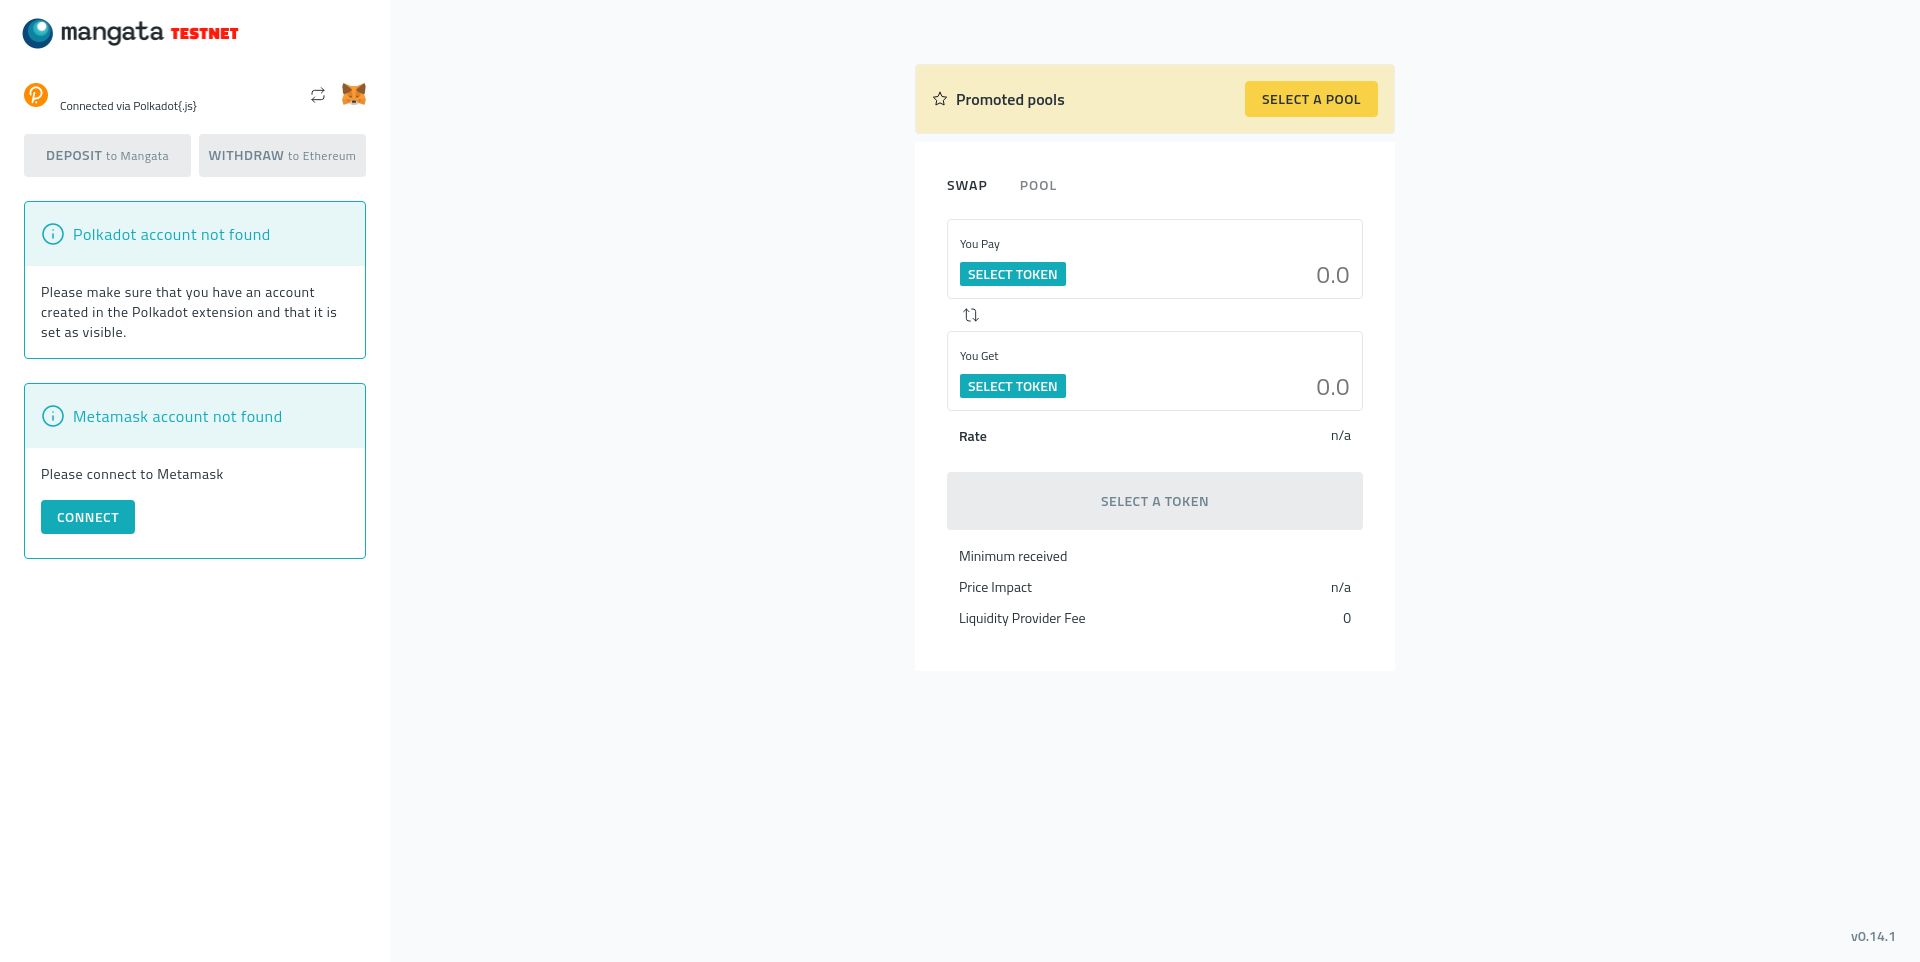 mangata TESTNET
Connected via Polkadot{.js}
DEPOSIT to Mangata
WITHDRAW to Ethereum
Polkadot account not found
Please make sure that you have an account
created in the Polkadot extension and that it is
set as visible.
Metamask account not found
Please connect to Metamask
CONNECT
Promoted pools
SELECT A POOL
SWAP
POOL
You Pay
SELECT TOKEN
0.0
You Get
SELECT TOKEN
0.0
Rate
n/a
SELECT A TOKEN
Minimum received
Price Impact
n/a
Liquidity Provider Fee
0
v0.14.1